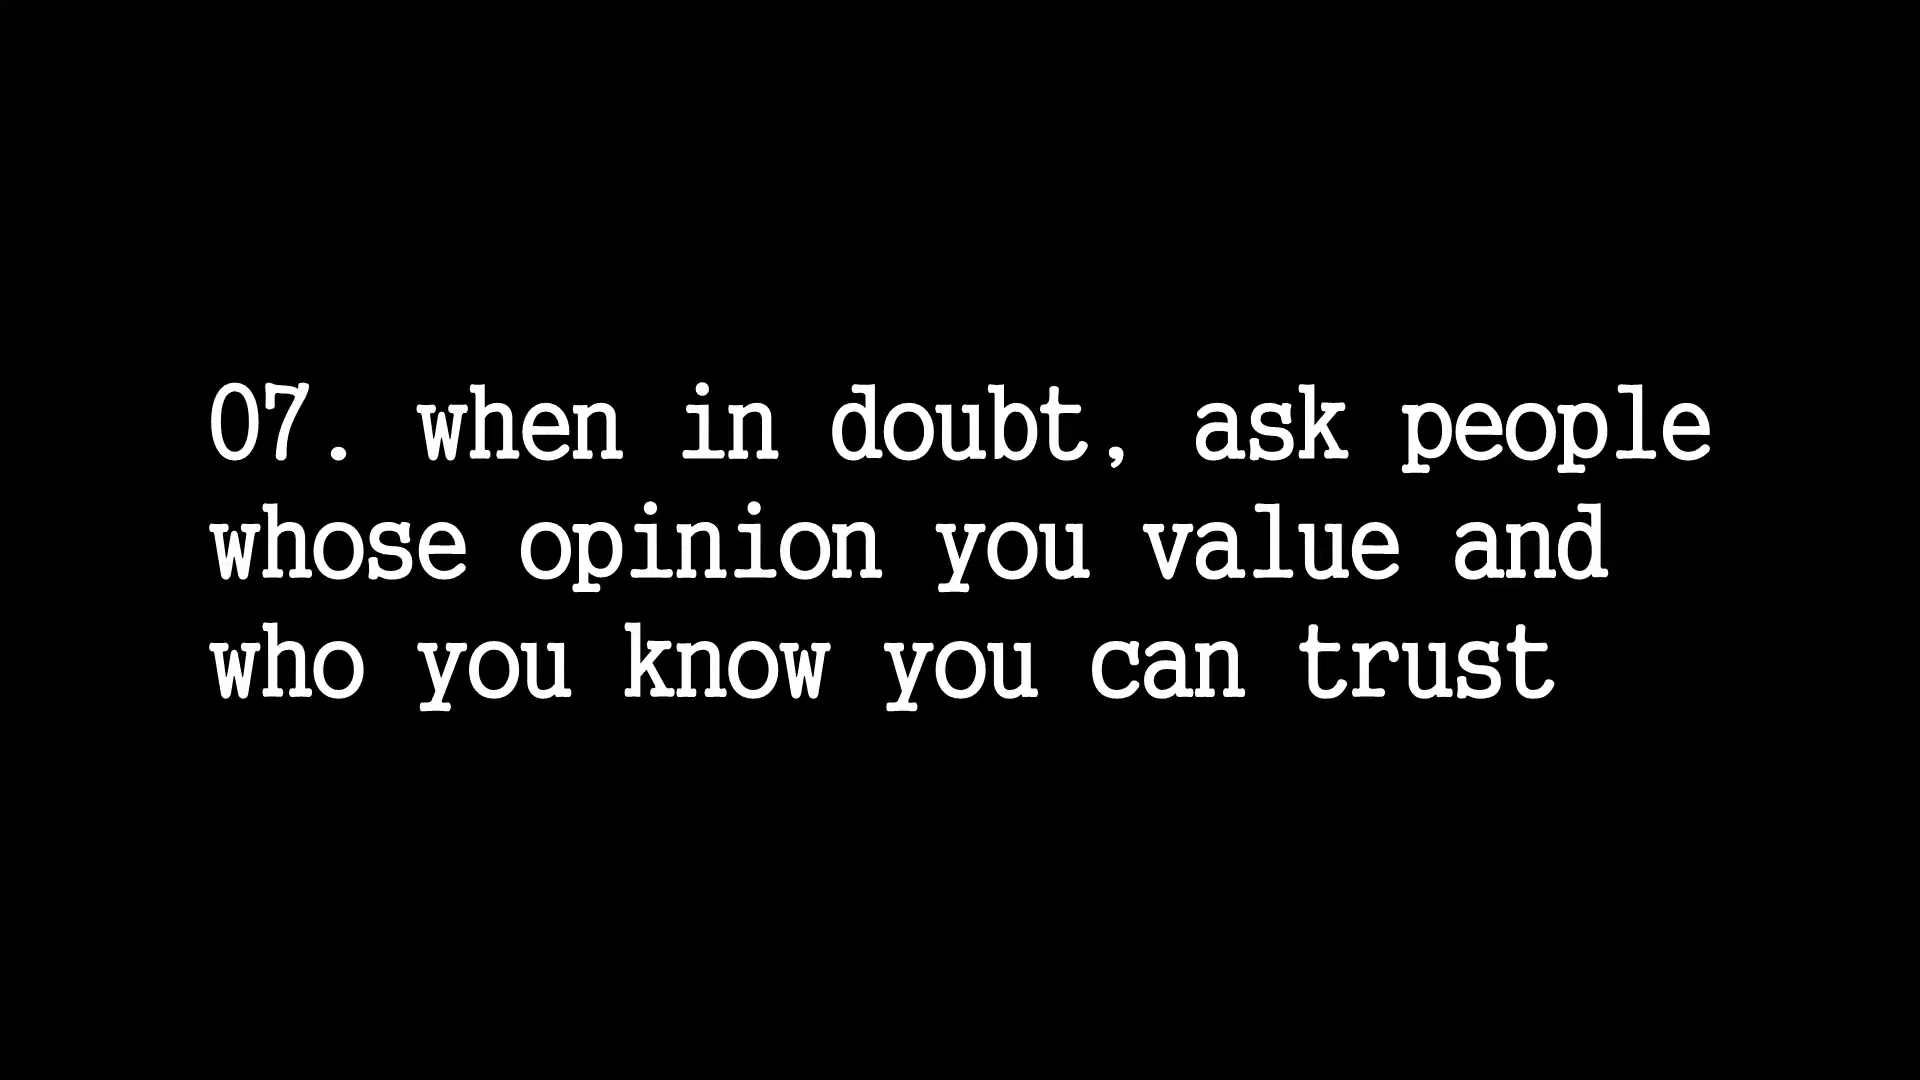 07. when in doubt, ask people
whose opinion you value and
who you know you can trust